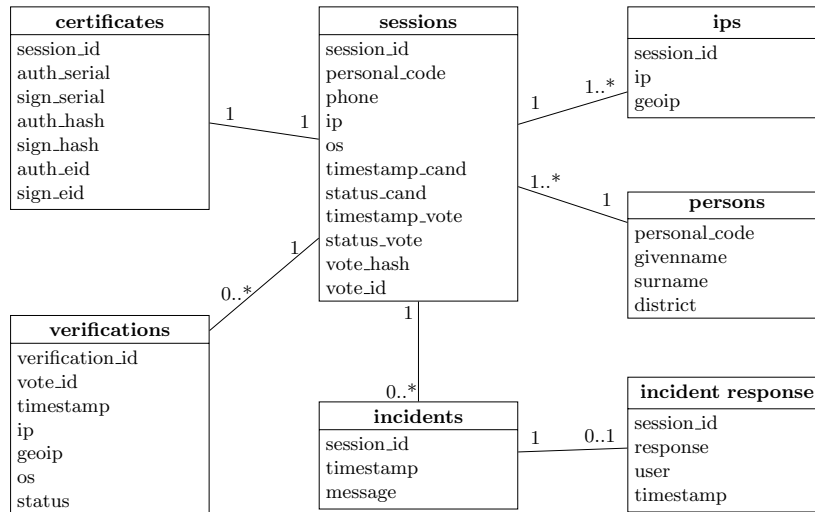 certificates
session_id
auth_serial
sign_serial
auth_hash
sign_hash
auth_eid
sign_eid
1
1
sessions
session_id
personal_code
phone
ip
os
timestamp_cand
status_cand
timestamp_vote
status_vote
vote_hash
vote_id
1
1..*
ips
session_id
ip
geoip
1..*
1
persons
personal_code
givenname
surname
district
1
0..*
verifications
verification_id
vote_id
timestamp
ip
geoip
os
status
1
0..*
incidents
session_id
timestamp
message
1
0..1
incident response
session_id
response
user
timestamp